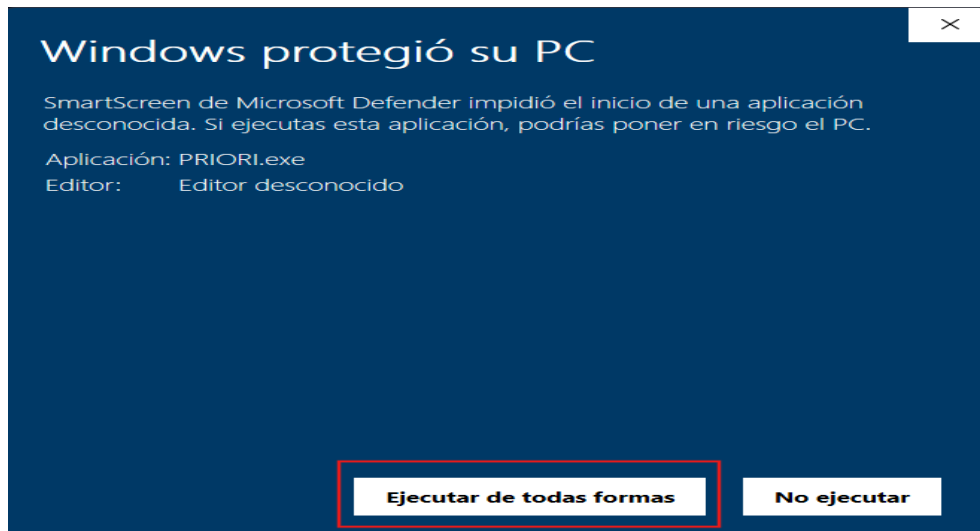 Windows protegió su PC
SmartScreen de Microsoft Defender impidió el inicio de una aplicación
desconocida. Si ejecutas esta aplicación, podrías poner en riesgo el PC.
Aplicación: PRIORI.exe
Editor: Editor desconocido
Ejecutar de todas formas No ejecutar